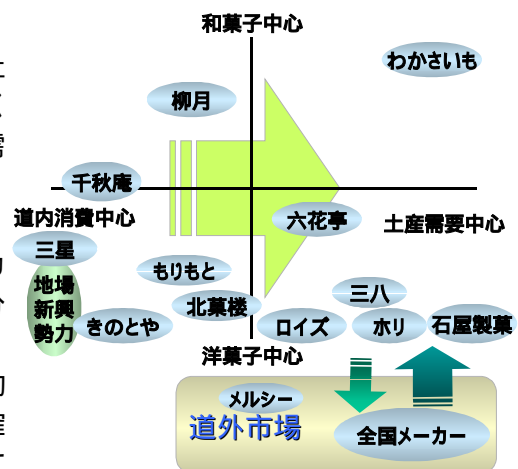 和菓子中心
わかさいも
柳月
千秋庵
道内消費中心
六花亭
土産需要中心
三星
地場
新興
勢力
もりもと
北菓楼
きのとや
三八
ロイズ
ホリ
石屋製菓
洋菓子中心
メルシー
道外市場
全国メーカー